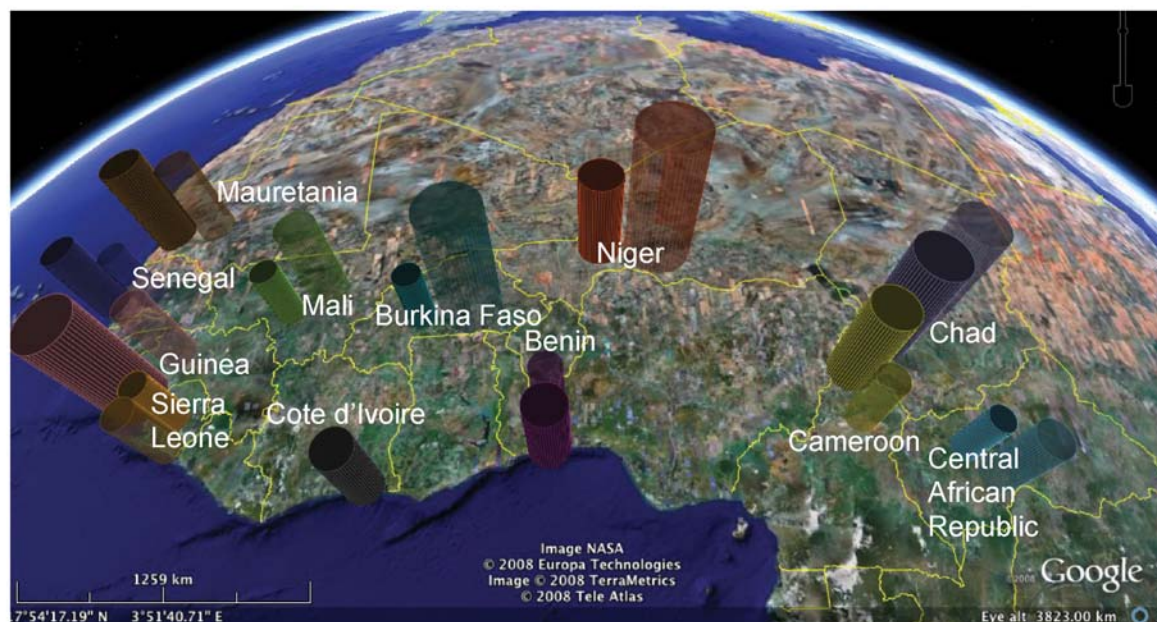 Mauretania
Senegal
Mali
Burkina Faso
Niger
Benin
Chad
Guinea
Sierra
Leone
Cote d'Ivoire
Cameroon
Central
African
Republic
Image NASA
© 2008 Europa Technologies
Image © 2008 TerraMetrics
© 2008 Tele Atlas
1259 km
©2008 Google
7°54'17.19" N 3°51'40.71" E
Eye alt 3823.00 km